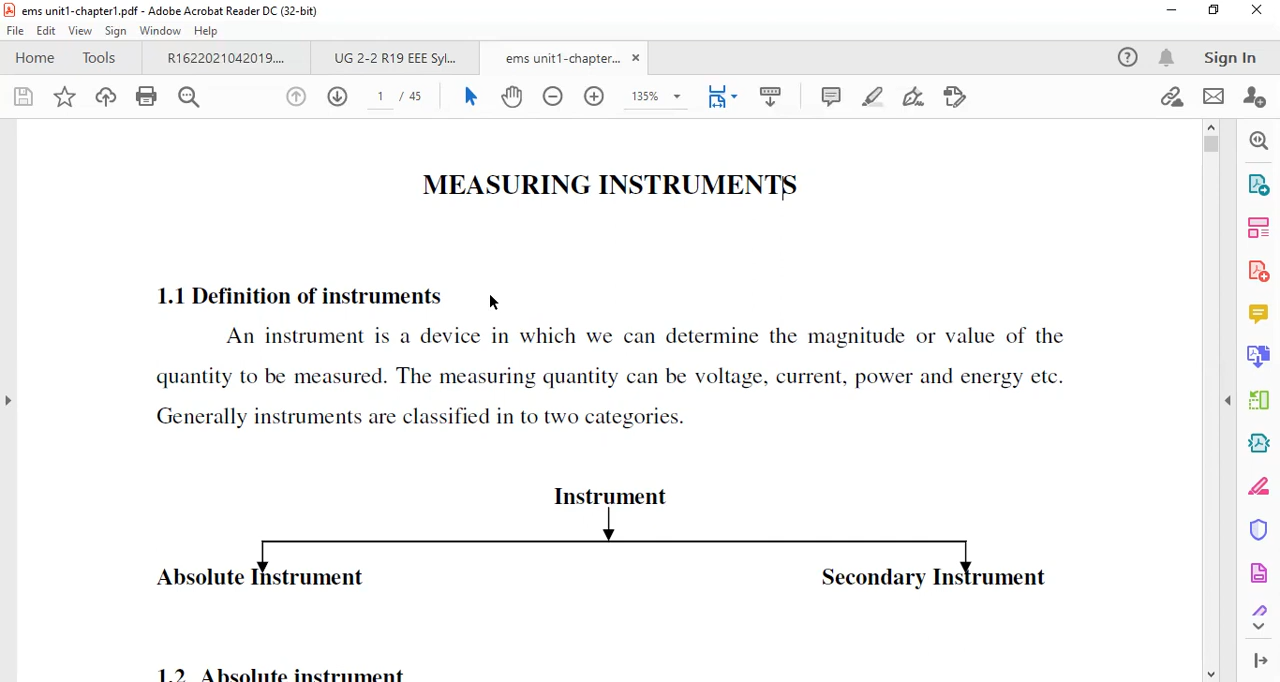 ems unit1-chapter1.pdf - Adobe Acrobat Reader DC (32-bit)
File Edit View Sign Window Help
Home Tools R1622021042019.... UG 2-2 R19 EEE Syl... ems unit1-chapter... × Sign In
1 / 45 135%
MEASURING INSTRUMENTS
1.1 Definition of instruments
An instrument is a device in which we can determine the magnitude or value of the
quantity to be measured. The measuring quantity can be voltage, current, power and energy etc.
Generally instruments are classified in to two categories.
Instrument
Absolute Instrument Secondary Instrument
1.2 Absolute instrument